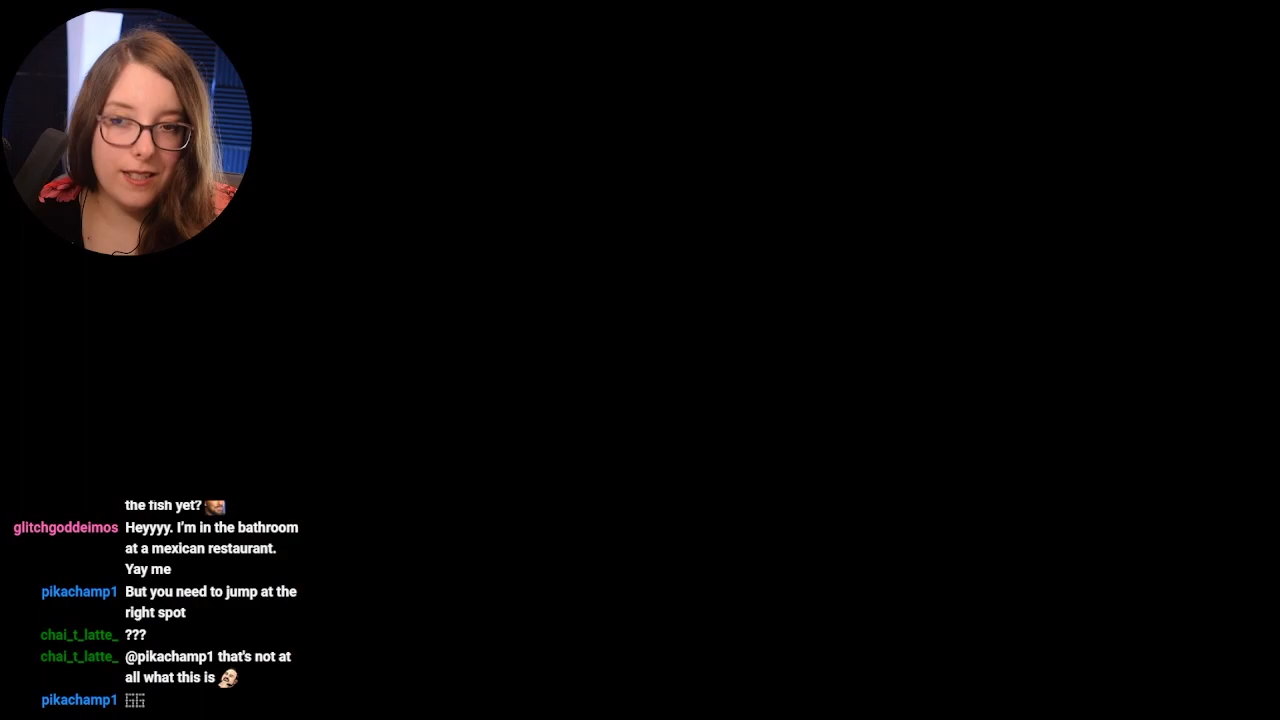 the fish yet?
glitchgoddeimos Heyyyy. I'm in the bathroom
at a mexican restaurant.
Yay me
pikachamp1 But you need to jump at the
right spot
chai_t_latte_ ???
chai_t_latte_ @pikachamp1 that's not at
all what this is
pikachamp1 GG